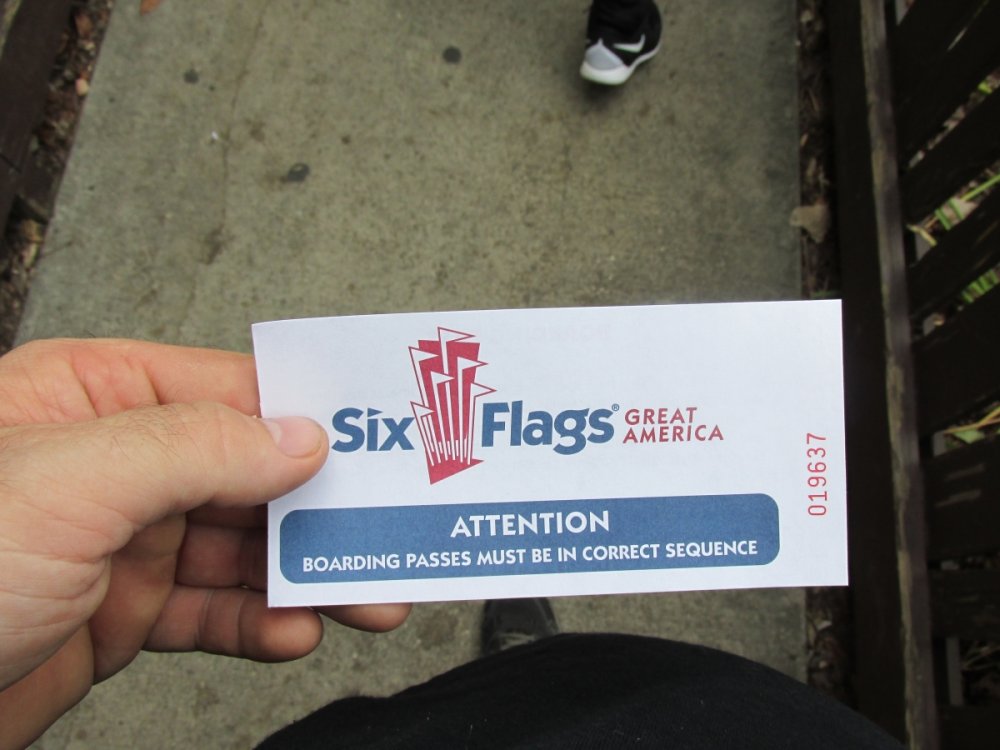 Six Flags® GREAT
AMERICA
019637
ATTENTION
BOARDING PASSES MUST BE IN CORRECT SEQUENCE